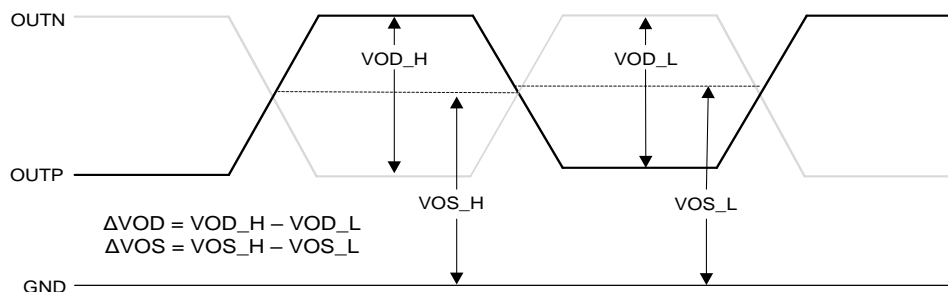 OUTN
VOD_H
VOD_L
OUTP
VOS_H
VOS_L
ΔVOD = VOD_H – VOD_L
ΔVOS = VOS_H – VOS_L
GND